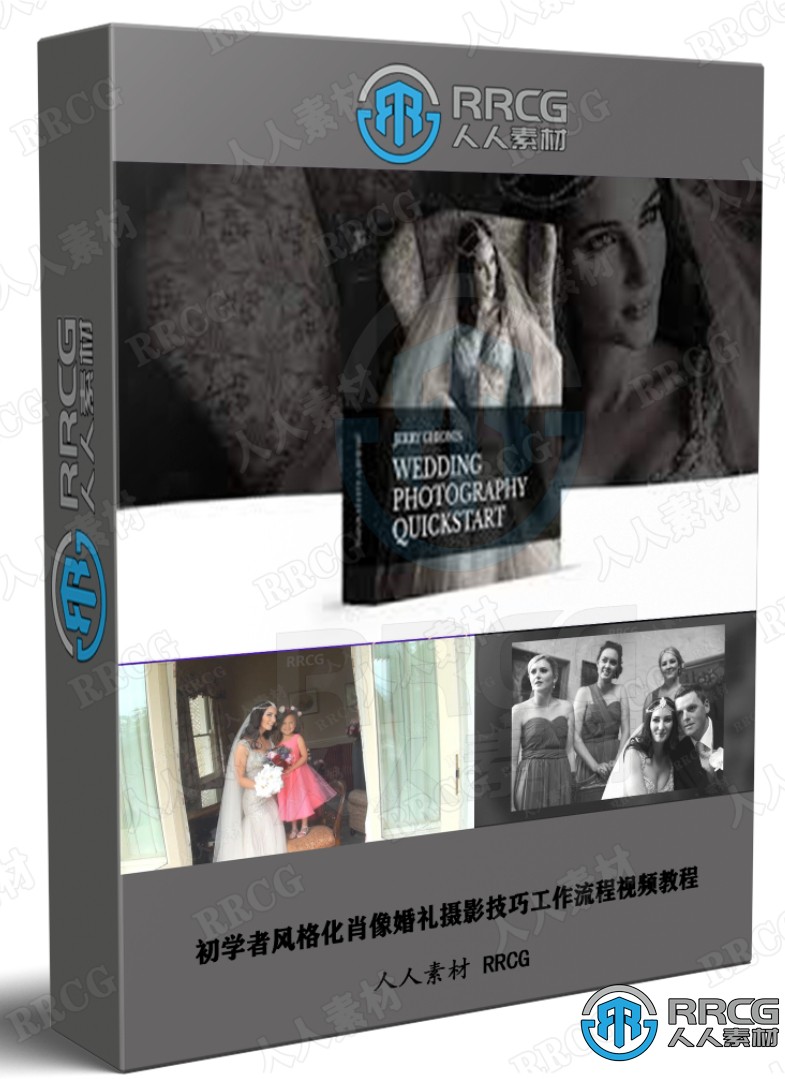 RRCG
人人素材
RRCG
人人素材
JERRY GHIONIS
WEDDING
PHOTOGRAPHY
QUICKSTART
RRCG
初学者风格化肖像婚礼摄影技巧工作流程视频教程
人人素材 RRCG
RRCG
人人素材